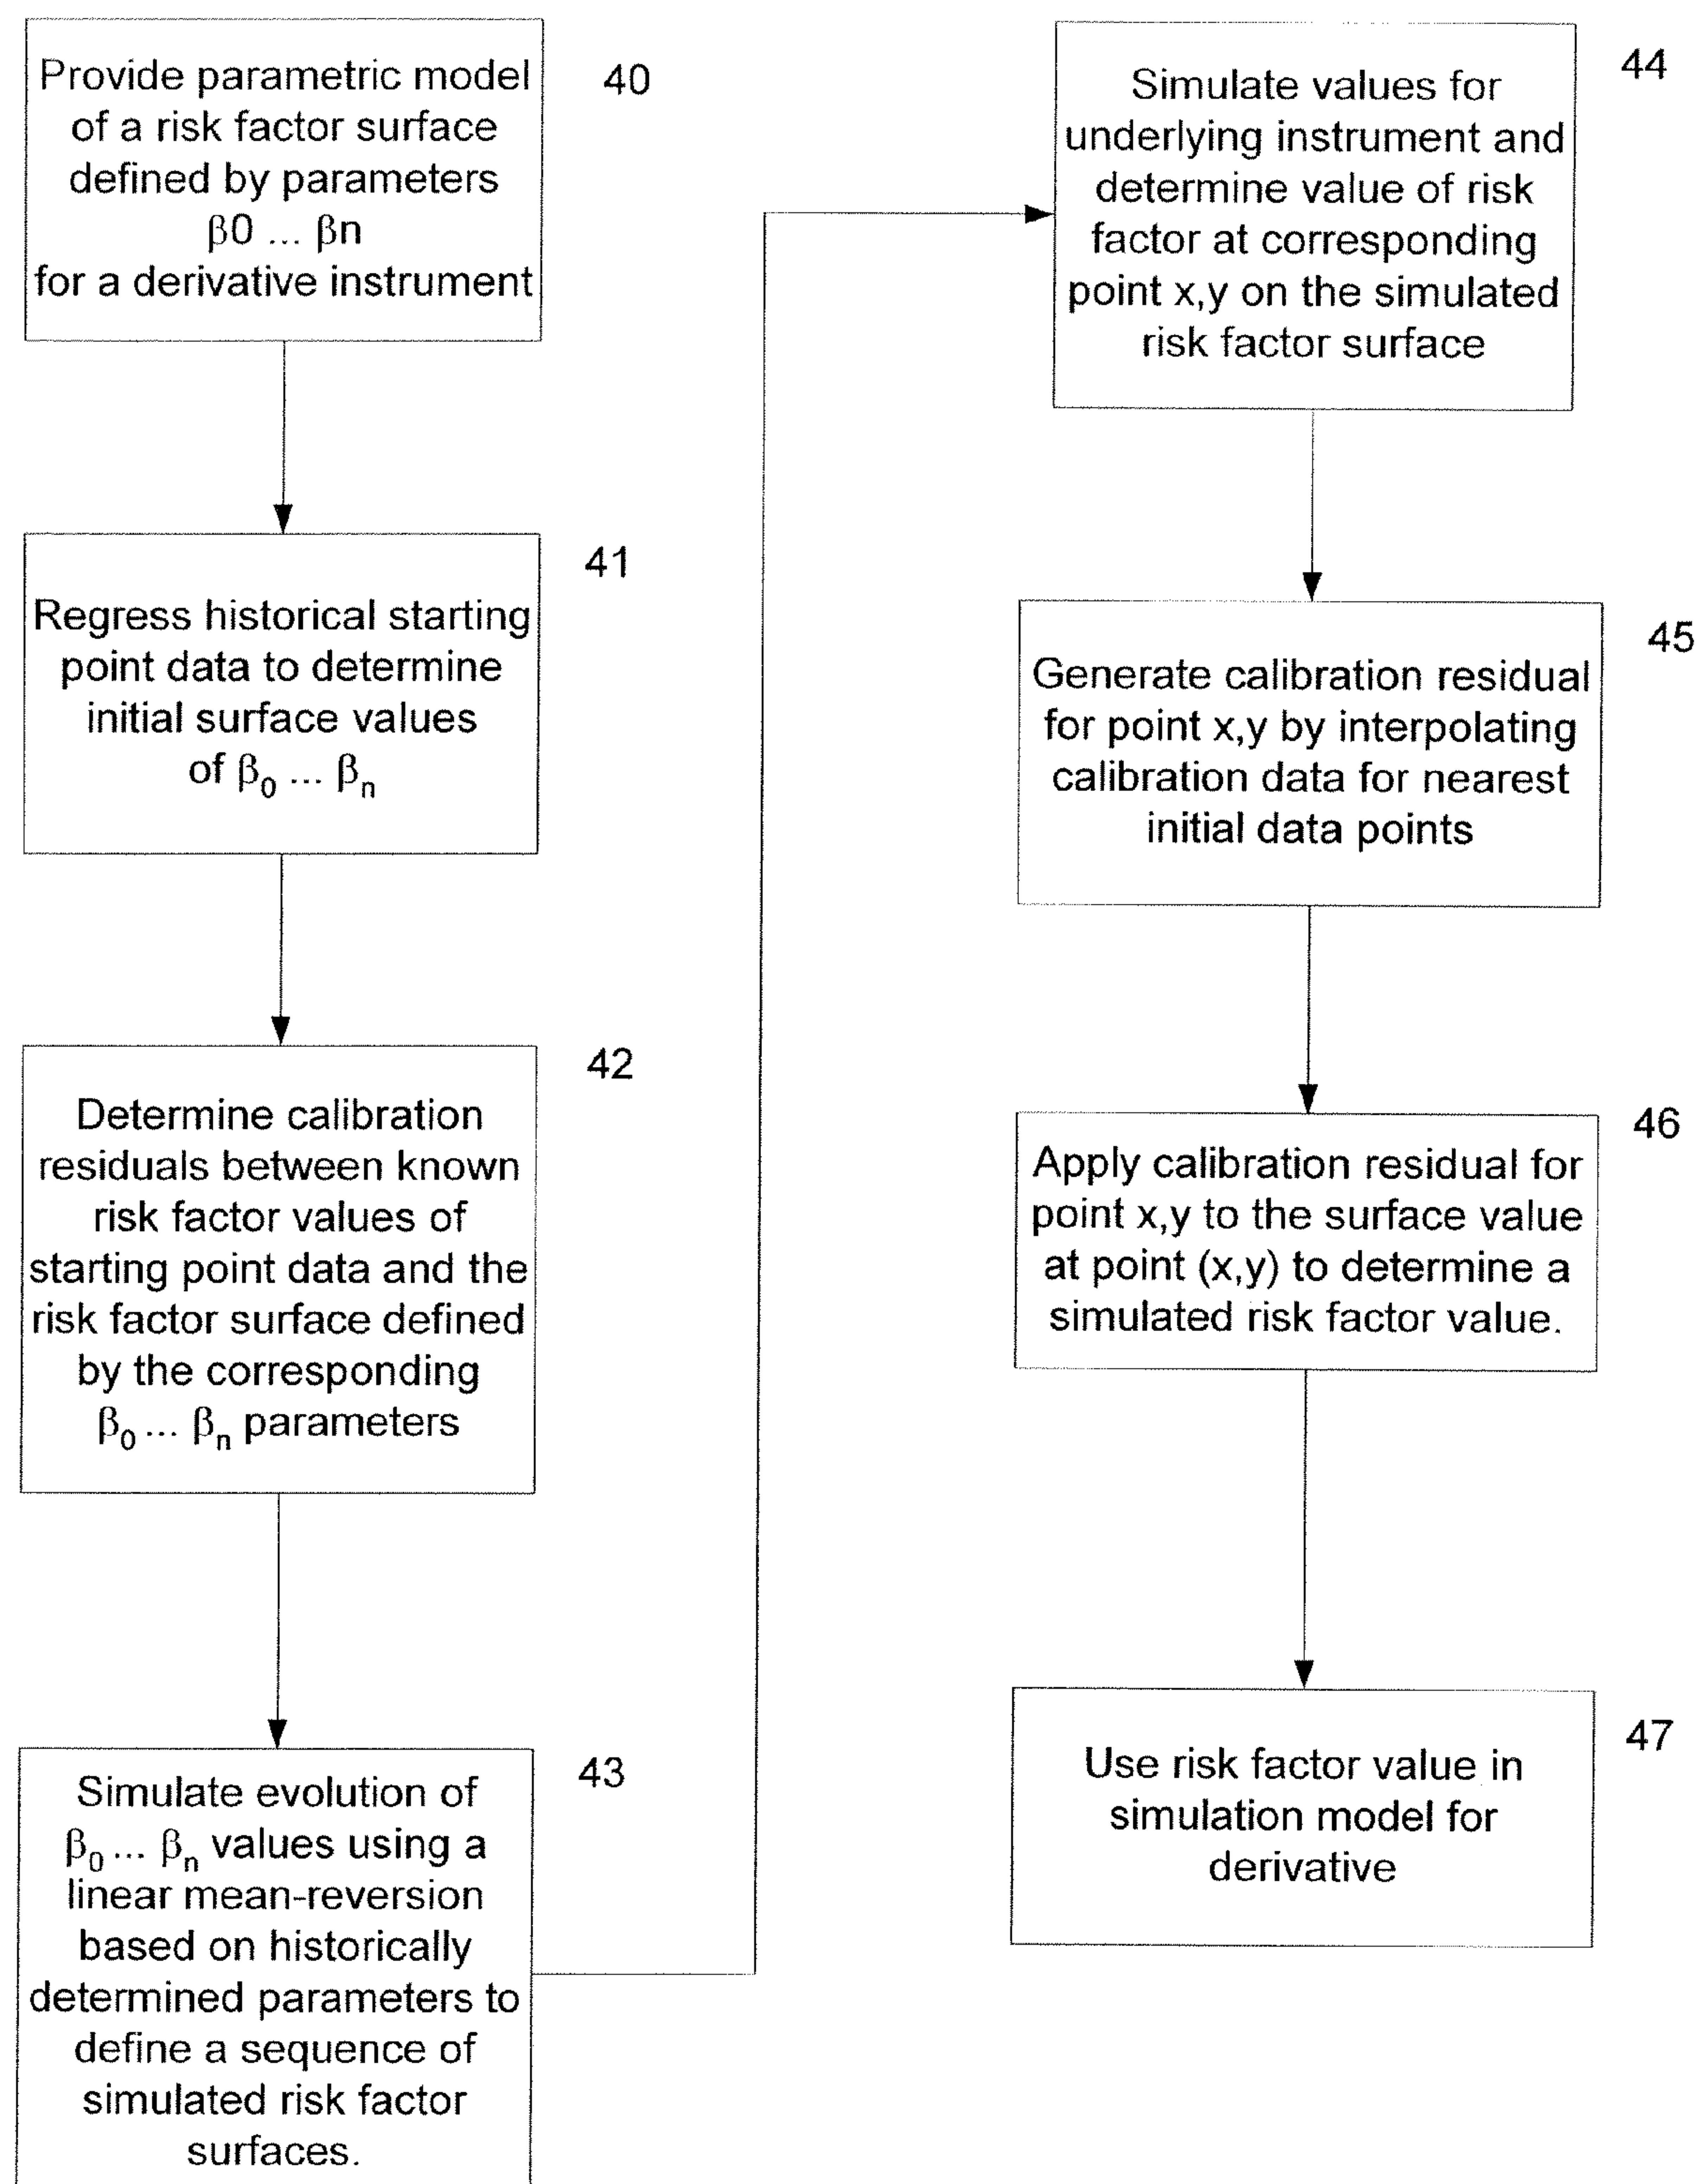 Provide parametric model
of a risk factor surface
defined by parameters
β0 ... βn
for a derivative instrument
40
Regress historical starting
point data to determine
initial surface values
of β₀ ... βₙ
41
Determine calibration
residuals between known
risk factor values of
starting point data and the
risk factor surface defined
by the corresponding
β₀ ... βₙ parameters
42
Simulate evolution of
β₀ ... βₙ values using a
linear mean-reversion
based on historically
determined parameters to
define a sequence of
simulated risk factor
surfaces.
43
Simulate values for
underlying instrument and
determine value of risk
factor at corresponding
point x,y on the simulated
risk factor surface
44
Generate calibration residual
for point x,y by interpolating
calibration data for nearest
initial data points
45
Apply calibration residual for
point x,y to the surface value
at point (x,y) to determine a
simulated risk factor value.
46
Use risk factor value in
simulation model for
derivative
47